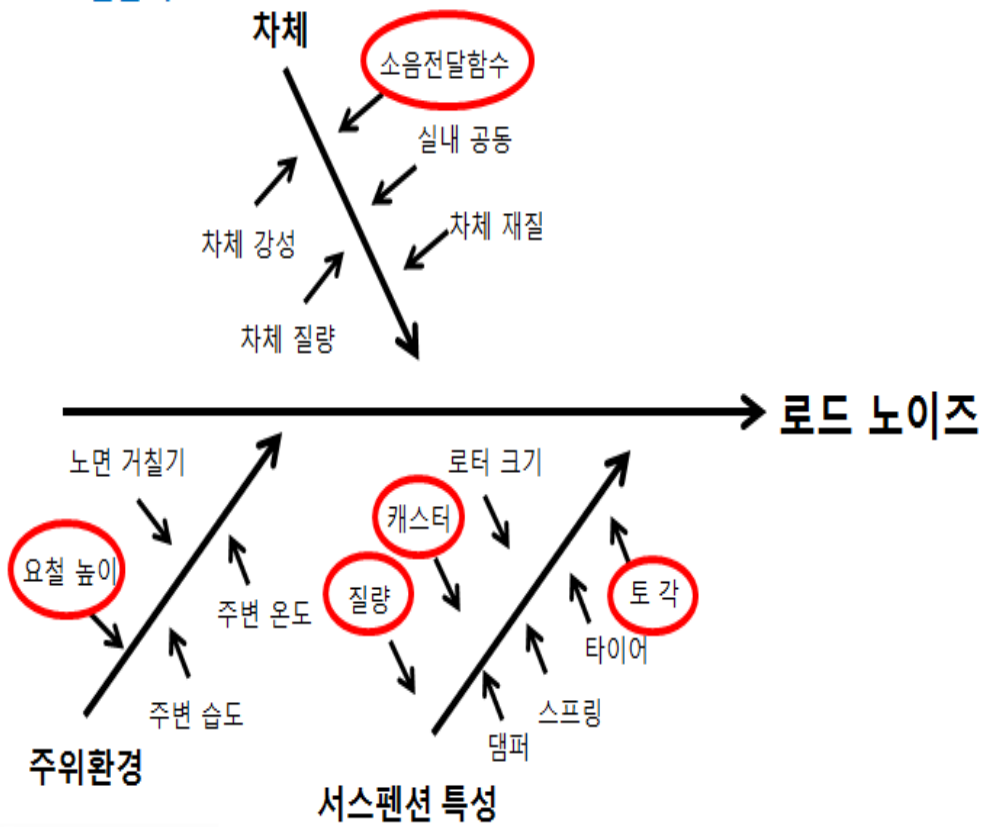 차체
소음전달함수
실내 공동
차체 강성
차체 재질
차체 질량
로드 노이즈
노면 거칠기
로터 크기
캐스터
요철 높이
질량
토 각
주변 온도
타이어
주변 습도
스프링
댐퍼
주위환경
서스펜션 특성